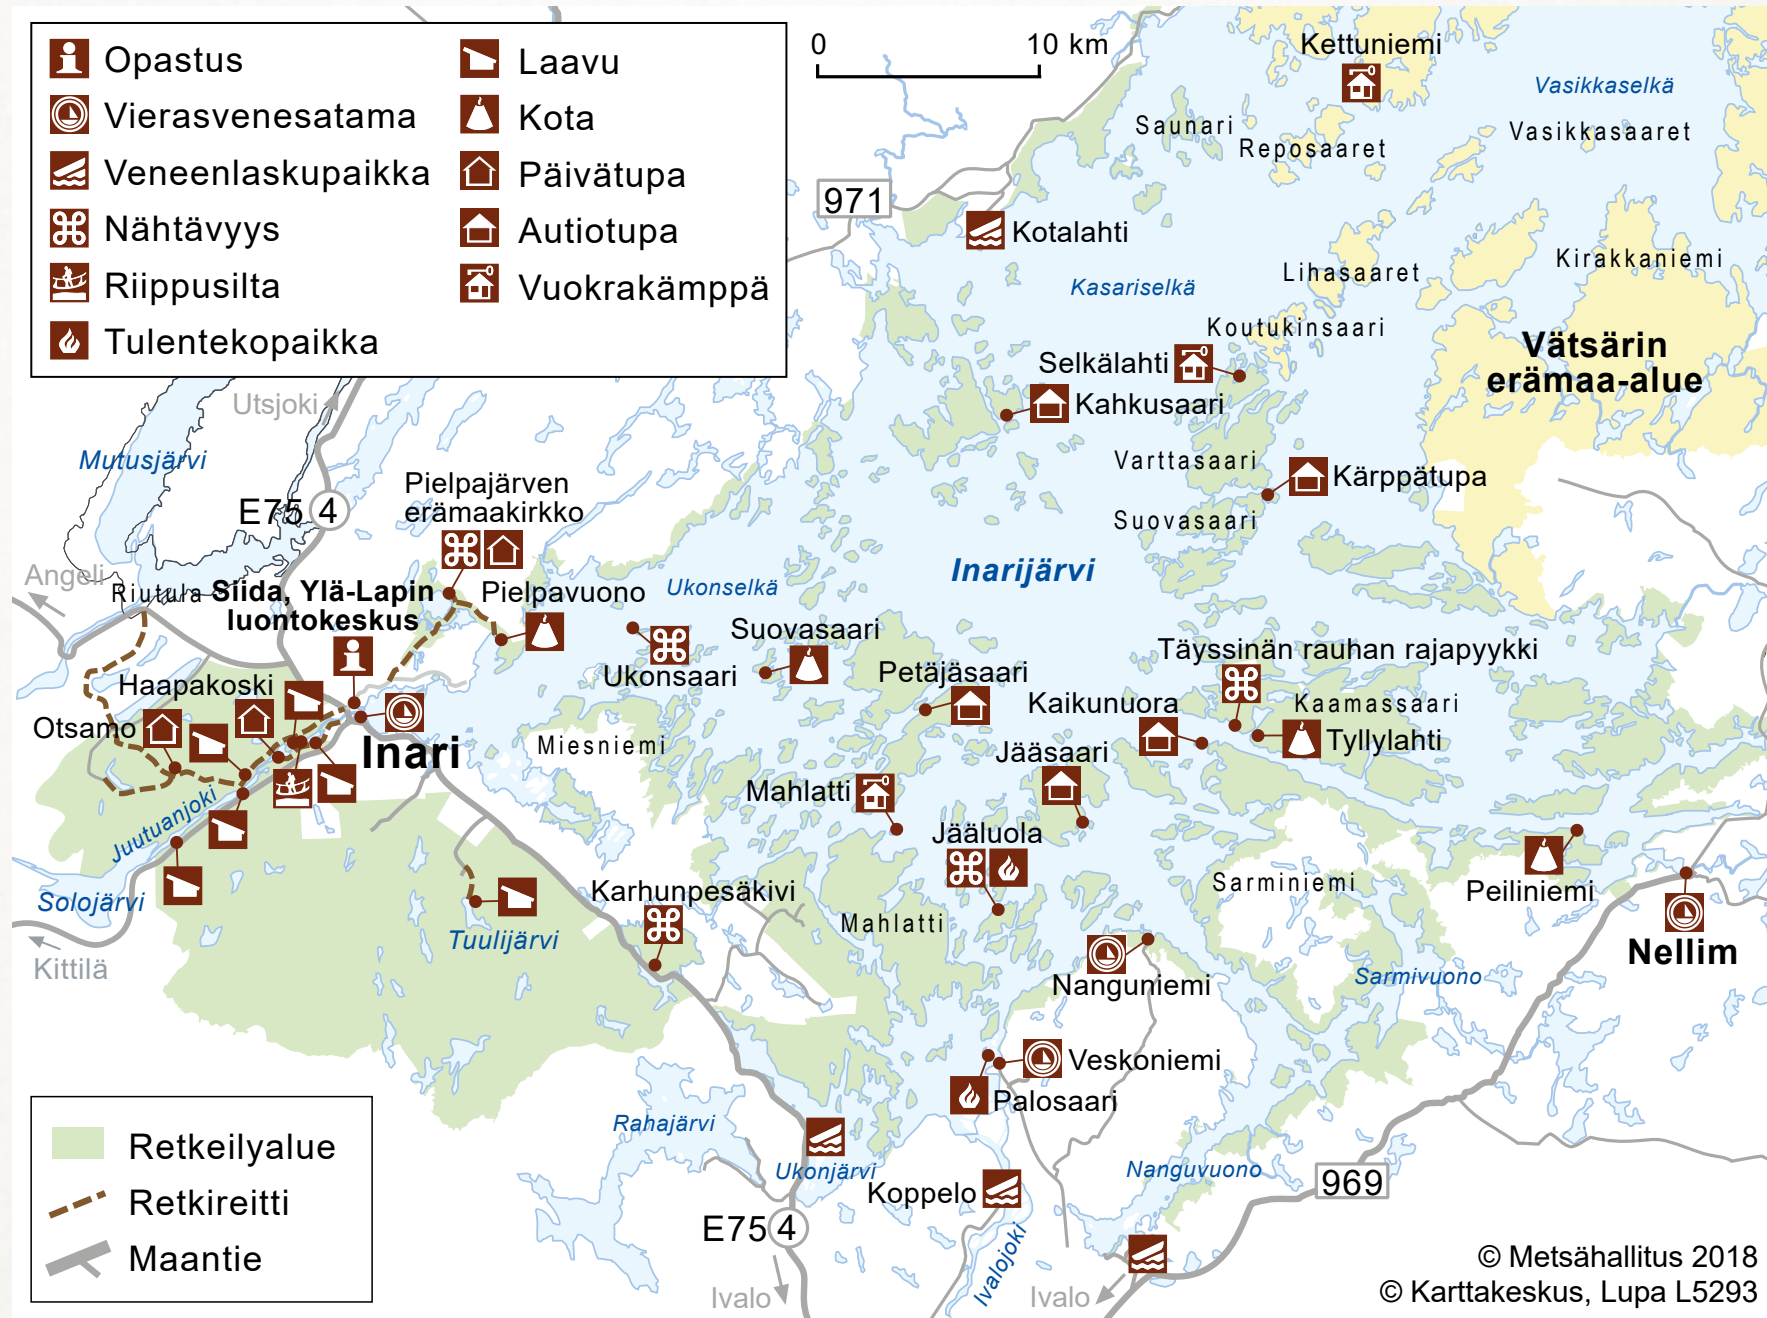 Opastus
Vierasvenesatama
Veneenlaskupaikka
Nähtävyys
Riippusilta
Tulentekopaikka
Laavu
Kota
Päivätupa
Autiotupa
Vuokrakämppä
0 10 km
Kettuniemi
Vasikkaselkä
Saunari
Reposaaret
Vasikkasaaret
971
Kotalahti
Kasariselkä
Lihasaaret
Kirakkaniemi
Koutukinsaari
Vätsärin
erämaa-alue
Selkälahti
Kahkusaari
Utsjoki
Mutusjärvi
Varttasaari
Kärpпätupa
Suovasaari
E75 4
Pielpajärven
erämaakirkko
Inarijärvi
Angeli
Riutula
Siida, Ylä-Lapin
luontokeskus
Pielpavuono
Ukonselkä
Suovasaari
Ukonsaari
Petäjäsaari
Täyssinän rauhan rajapyykki
Kaikunuora
Kaamassaari
Haapakoski
Otsamo
Inari
Miesniemi
Jääsaari
Tyllylahti
Mahlatti
Jääluola
Juutuanjoki
Solojärvi
Kittilä
Tuulijärvi
Karhunpesäkivi
Mahlatti
Sarminiemi
Peiliniemi
Nellim
Nanguniemi
Sarmivuono
Veskoniemi
Palosaari
Rahajärvi
Ukonjärvi
Koppelo
Nanguvuono
969
E75 4
Ivalo
Ivalojoki
Ivalo
Retkeilyalue
Retkireitti
Maantie
© Metsähallitus 2018
© Karttakeskus, Lupa L5293